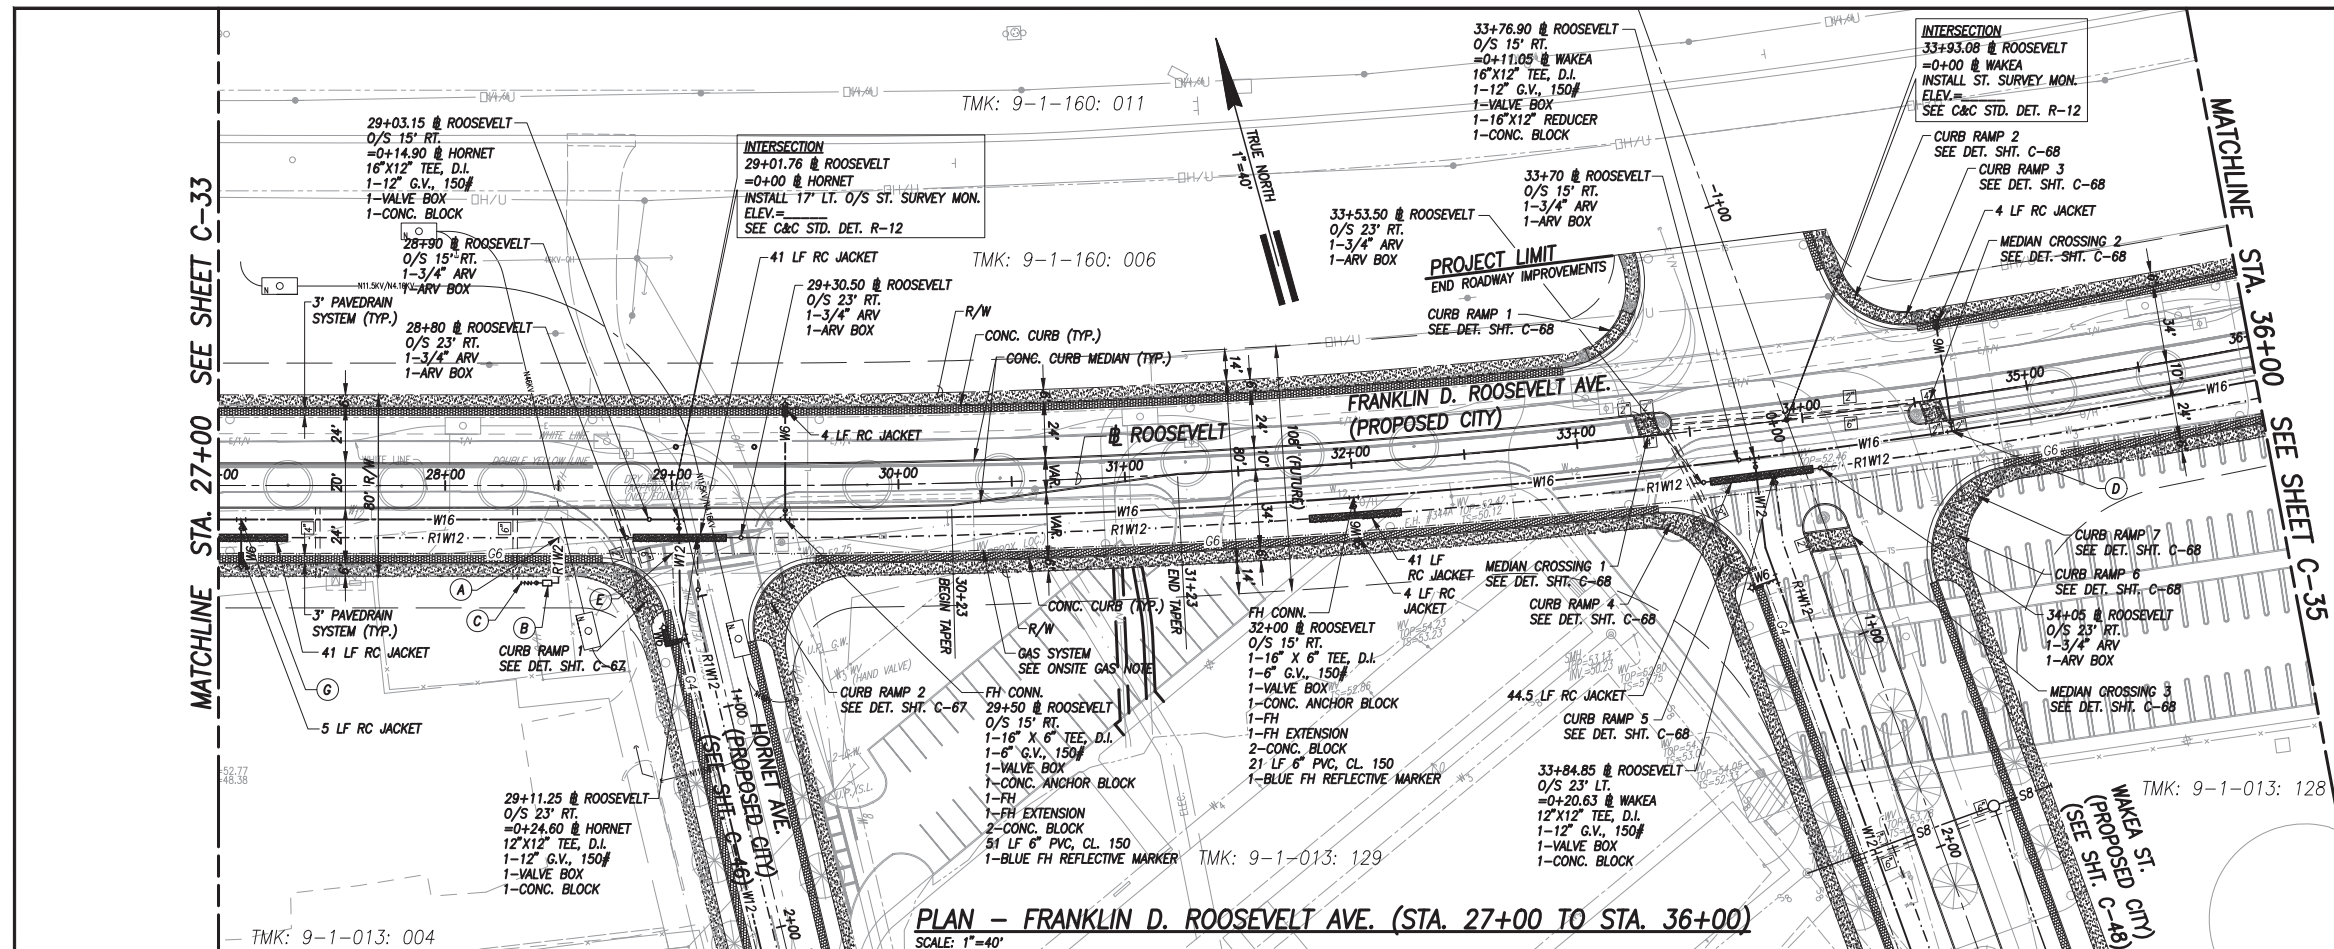 MATCHLINE STA. 27+00 SEE SHEET C-33
29+03.15 ℄ ROOSEVELT
O/S 15' RT.
=0+14.90 ℄ HORNET
16"X12" TEE, D.I.
1-12" G.V., 150#
1-VALVE BOX
1-CONC. BLOCK
28+90 ℄ ROOSEVELT
O/S 15' RT.
1-3/4" ARV
1-ARV BOX
28+80 ℄ ROOSEVELT
O/S 23' RT.
1-3/4" ARV
1-ARV BOX
3' PAVEDRAIN
SYSTEM (TYP.)
INTERSECTION
29+01.76 ℄ ROOSEVELT
=0+00 ℄ HORNET
INSTALL 17' LT. O/S ST. SURVEY MON.
ELEV.=_____
SEE C&C STD. DET. R-12
41 LF RC JACKET
29+30.50 ℄ ROOSEVELT
O/S 23' RT.
1-3/4" ARV
1-ARV BOX
TMK: 9-1-160: 011
TMK: 9-1-160: 006
R/W
CONC. CURB (TYP.)
CONC. CURB MEDIAN (TYP.)
4 LF RC JACKET
TRUE NORTH
1"=40'
33+76.90 ℄ ROOSEVELT
O/S 15' RT.
=0+11.05 ℄ WAKEA
16"X12" TEE, D.I.
1-12" G.V., 150#
1-VALVE BOX
1-16"X12" REDUCER
1-CONC. BLOCK
33+70 ℄ ROOSEVELT
O/S 15' RT.
1-3/4" ARV
1-ARV BOX
33+53.50 ℄ ROOSEVELT
O/S 23' RT.
1-3/4" ARV
1-ARV BOX
PROJECT LIMIT
END ROADWAY IMPROVEMENTS
CURB RAMP 1
SEE DET. SHT. C-68
INTERSECTION
33+93.08 ℄ ROOSEVELT
=0+00 ℄ WAKEA
INSTALL ST. SURVEY MON.
ELEV.=_____
SEE C&C STD. DET. R-12
CURB RAMP 2
SEE DET. SHT. C-68
CURB RAMP 3
SEE DET. SHT. C-68
4 LF RC JACKET
MEDIAN CROSSING 2
SEE DET. SHT. C-68
MATCHLINE STA. 36+00 SEE SHEET C-35
FRANKLIN D. ROOSEVELT AVE.
(PROPOSED CITY)
℄ ROOSEVELT
28+00
29+00
30+00
31+00
32+00
33+00
34+00
35+00
-1+00
0+00
80' R/W
108' (FUTURE)
W16
R1W12
G6
30+23
BEGIN TAPER
31+23
END TAPER
3' PAVEDRAIN
SYSTEM (TYP.)
41 LF RC JACKET
G
5 LF RC JACKET
A
C
B
E
D
CURB RAMP 1
SEE DET. SHT. C-67
CURB RAMP 2
SEE DET. SHT. C-67
CONC. CURB (TYP.)
R/W
GAS SYSTEM
SEE ONSITE GAS NOTE
FH CONN.
29+50 ℄ ROOSEVELT
O/S 15' RT.
1-16" X 6" TEE, D.I.
1-6" G.V., 150#
1-VALVE BOX
1-CONC. ANCHOR BLOCK
1-FH
1-FH EXTENSION
2-CONC. BLOCK
51 LF 6" PVC, CL. 150
1-BLUE FH REFLECTIVE MARKER
29+11.25 ℄ ROOSEVELT
O/S 23' RT.
=0+24.60 ℄ HORNET
12"X12" TEE, D.I.
1-12" G.V., 150#
1-VALVE BOX
1-CONC. BLOCK
HORNET AVE.
(PROPOSED CITY)
(SEE SHT. C-46)
FH CONN.
32+00 ℄ ROOSEVELT
O/S 15' RT.
1-16" X 6" TEE, D.I.
1-6" G.V., 150#
1-VALVE BOX
1-CONC. ANCHOR BLOCK
1-FH
1-FH EXTENSION
2-CONC. BLOCK
21 LF 6" PVC, CL. 150
1-BLUE FH REFLECTIVE MARKER
41 LF
RC JACKET
4 LF RC
JACKET
MEDIAN CROSSING 1
SEE DET. SHT. C-68
CURB RAMP 4
SEE DET. SHT. C-68
44.5 LF RC JACKET
CURB RAMP 5
SEE DET. SHT. C-68
33+84.85 ℄ ROOSEVELT
O/S 23' LT.
=0+20.63 ℄ WAKEA
12"X12" TEE, D.I.
1-12" G.V., 150#
1-VALVE BOX
1-CONC. BLOCK
CURB RAMP 7
SEE DET. SHT. C-68
CURB RAMP 6
SEE DET. SHT. C-68
34+05 ℄ ROOSEVELT
O/S 23' RT.
1-3/4" ARV
1-ARV BOX
MEDIAN CROSSING 3
SEE DET. SHT. C-68
WAKEA ST.
(PROPOSED CITY)
(SEE SHT. C-48)
TMK: 9-1-013: 128
TMK: 9-1-013: 129
TMK: 9-1-013: 004
PLAN - FRANKLIN D. ROOSEVELT AVE. (STA. 27+00 TO STA. 36+00)
SCALE: 1"=40'